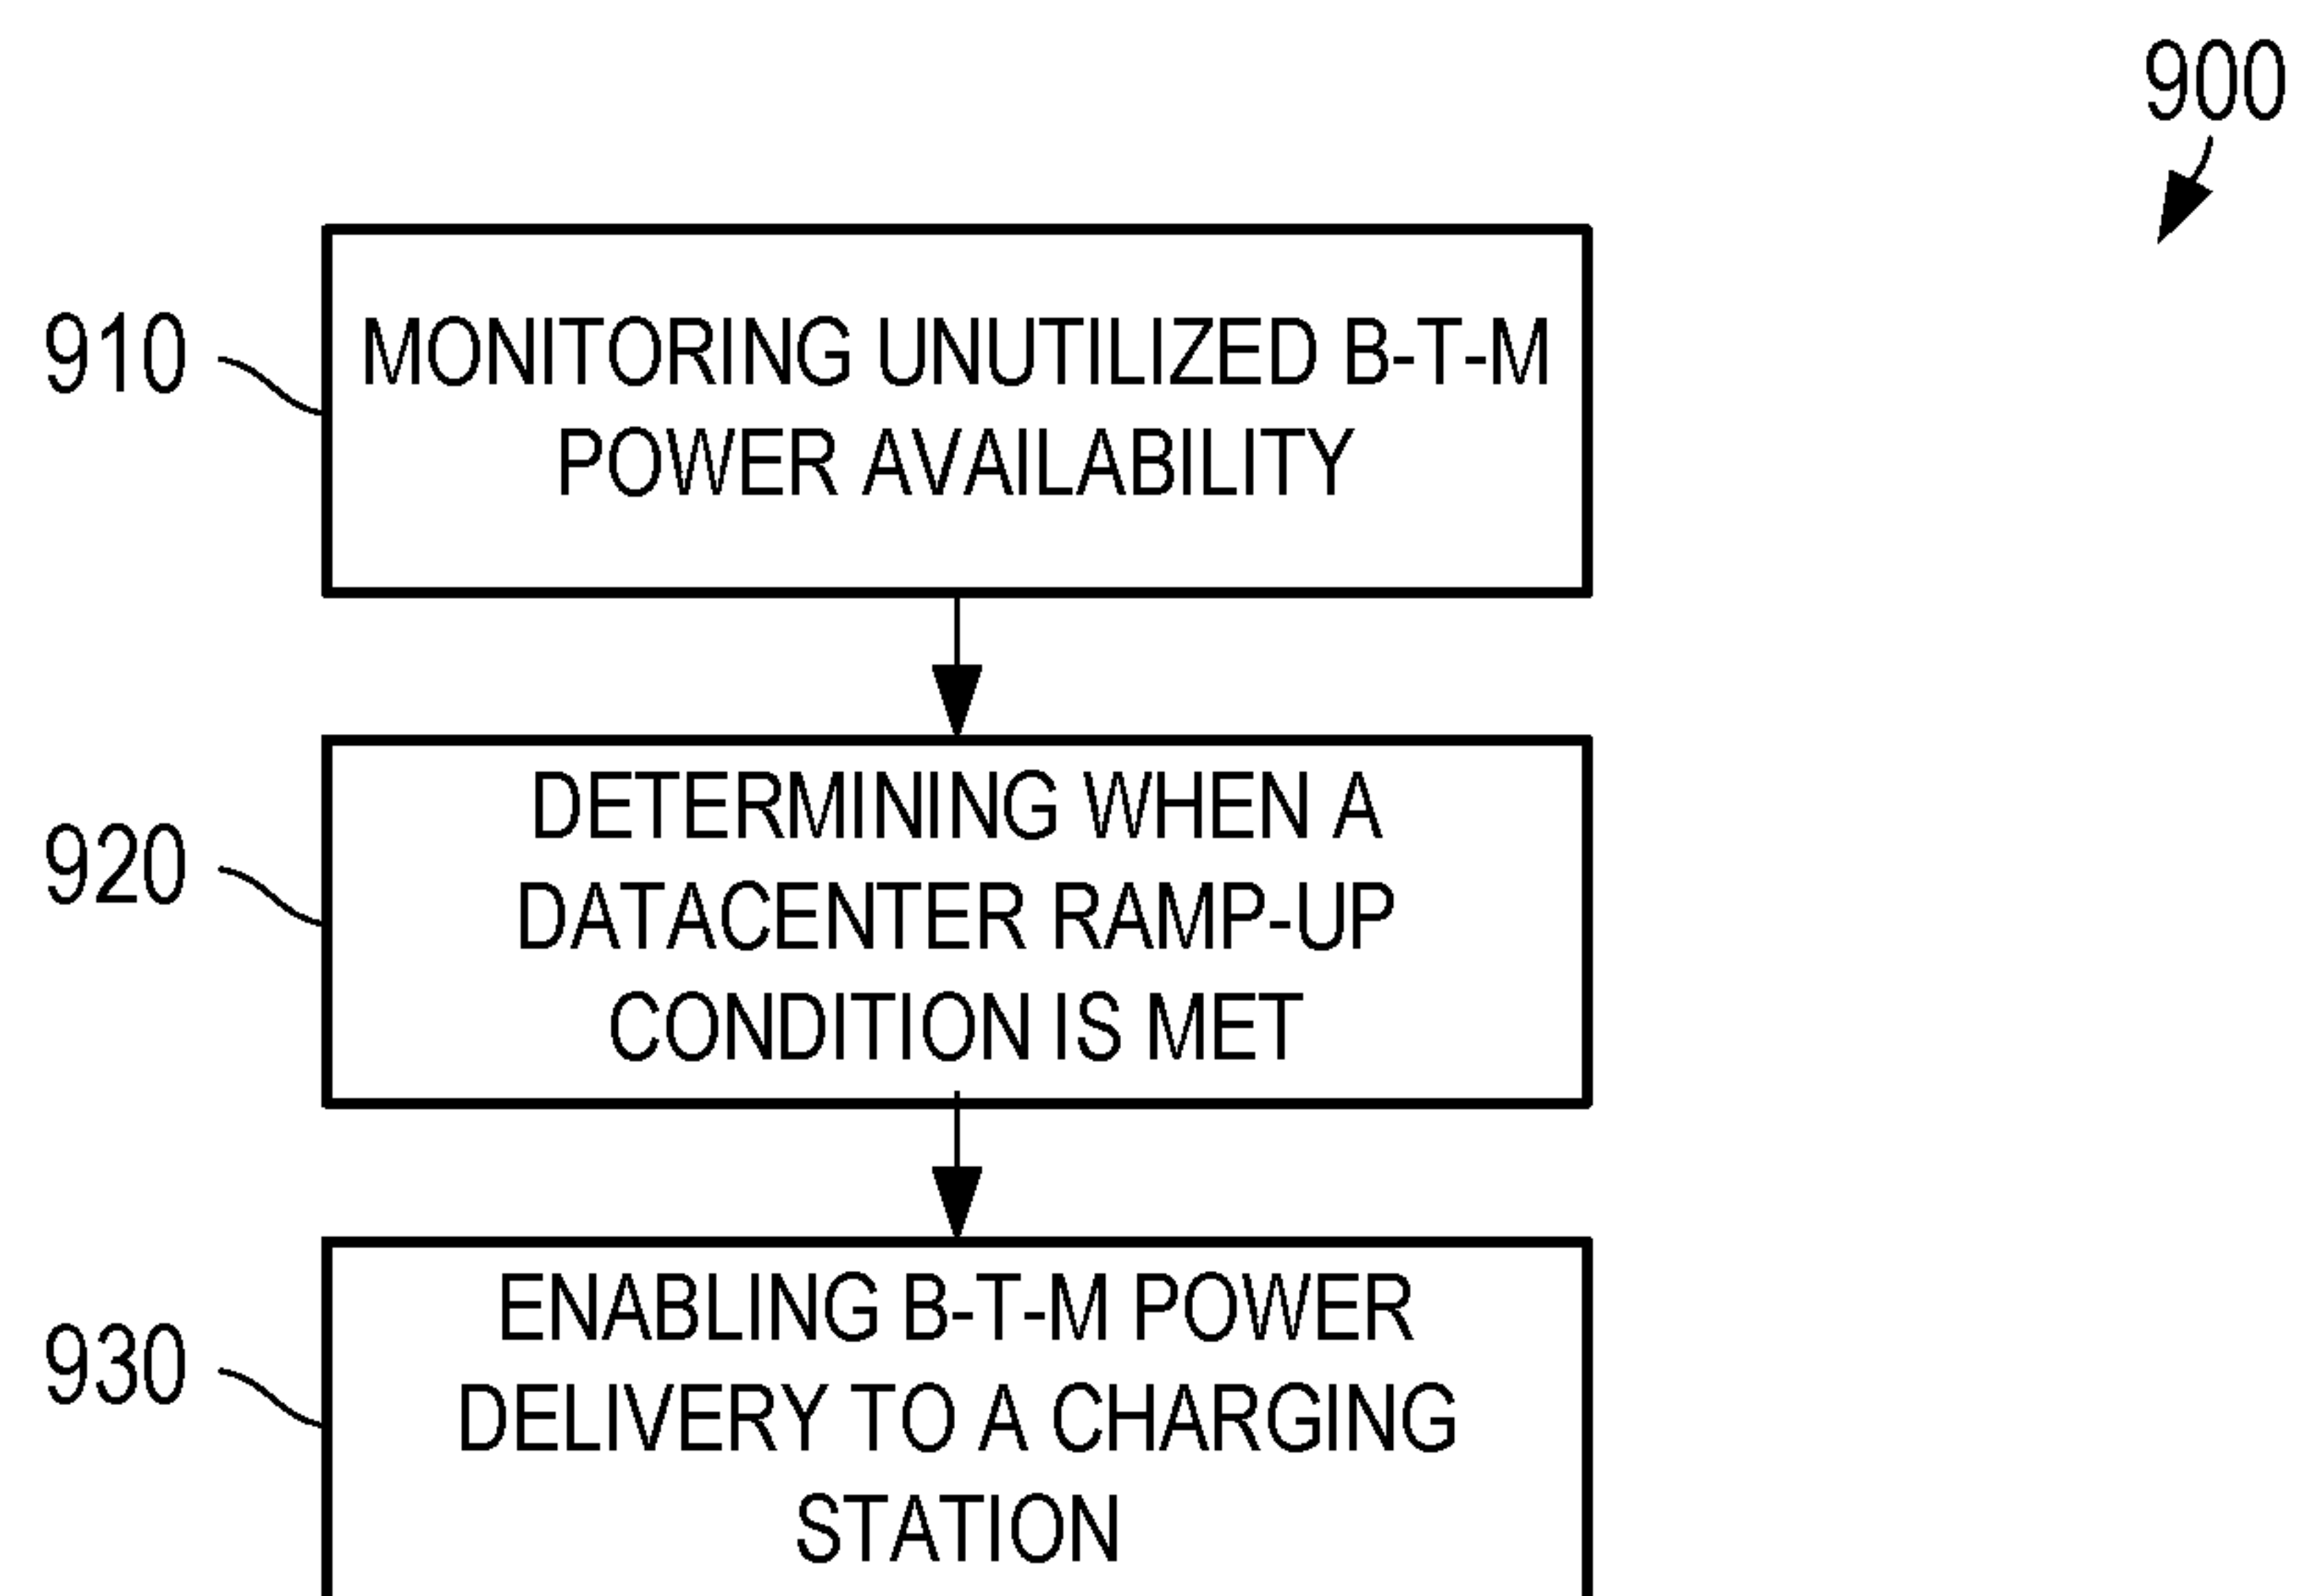 900
910
MONITORING UNUTILIZED B-T-M
POWER AVAILABILITY
920
DETERMINING WHEN A
DATACENTER RAMP-UP
CONDITION IS MET
930
ENABLING B-T-M POWER
DELIVERY TO A CHARGING
STATION